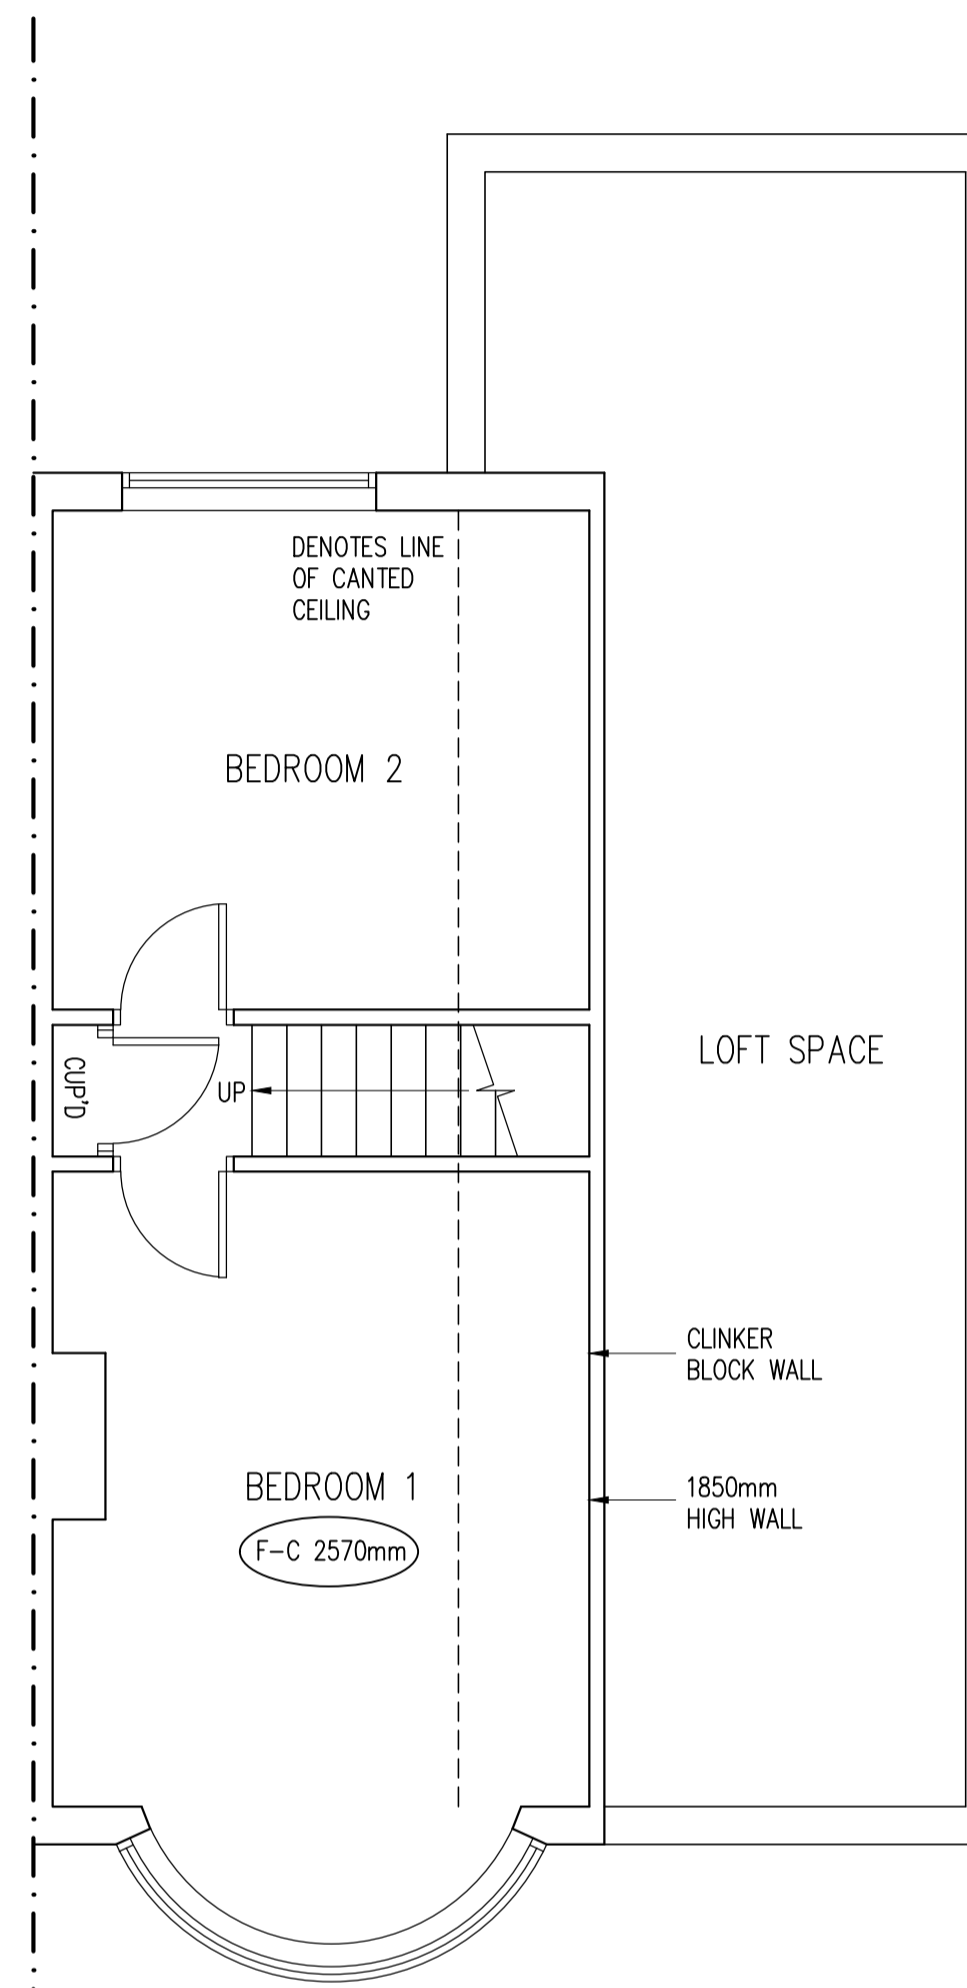 DENOTES LINE
OF CANTED
CEILING
BEDROOM 2
LOFT SPACE
CUP'D
UP
CLINKER
BLOCK WALL
BEDROOM 1
1850mm
HIGH WALL
F-C 2570mm